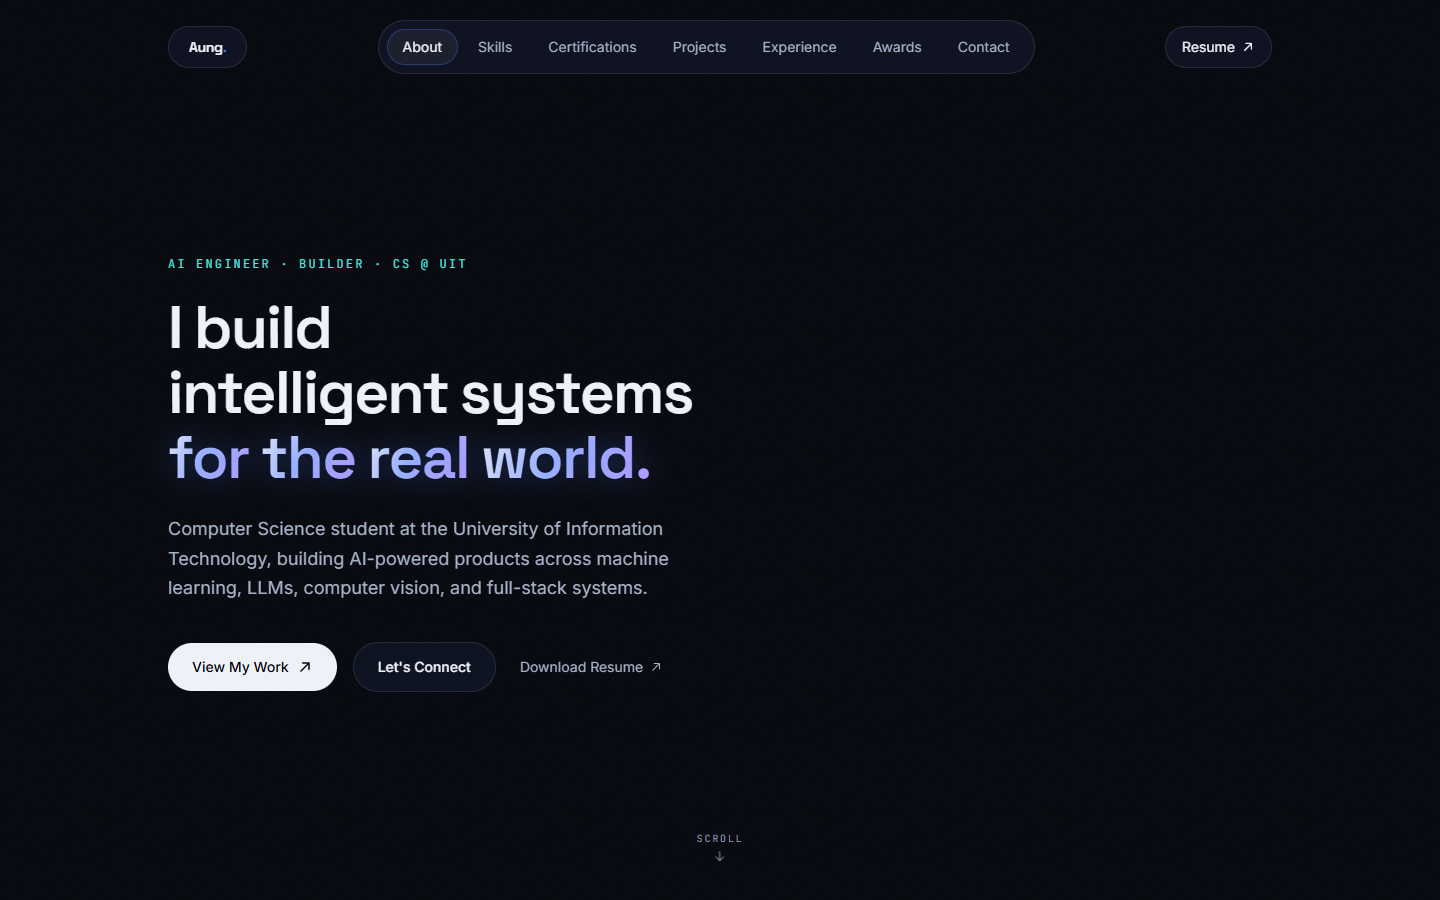 Aung.
About
Skills
Certifications
Projects
Experience
Awards
Contact
Resume
AI ENGINEER · BUILDER · CS @ UIT
I build
intelligent systems
for the real world.
Computer Science student at the University of Information
Technology, building AI-powered products across machine
learning, LLMs, computer vision, and full-stack systems.
View My Work
Let's Connect
Download Resume
SCROLL